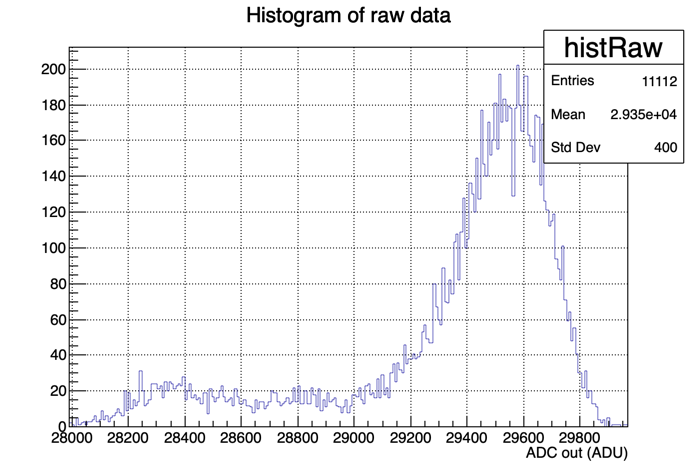 Histogram of raw data
histRaw
Entries 11112
Mean 2.935e+04
Std Dev 400
200
180
160
140
120
100
80
60
40
20
0
28000 28200 28400 28600 28800 29000 29200 29400 29600 29800
ADC out (ADU)